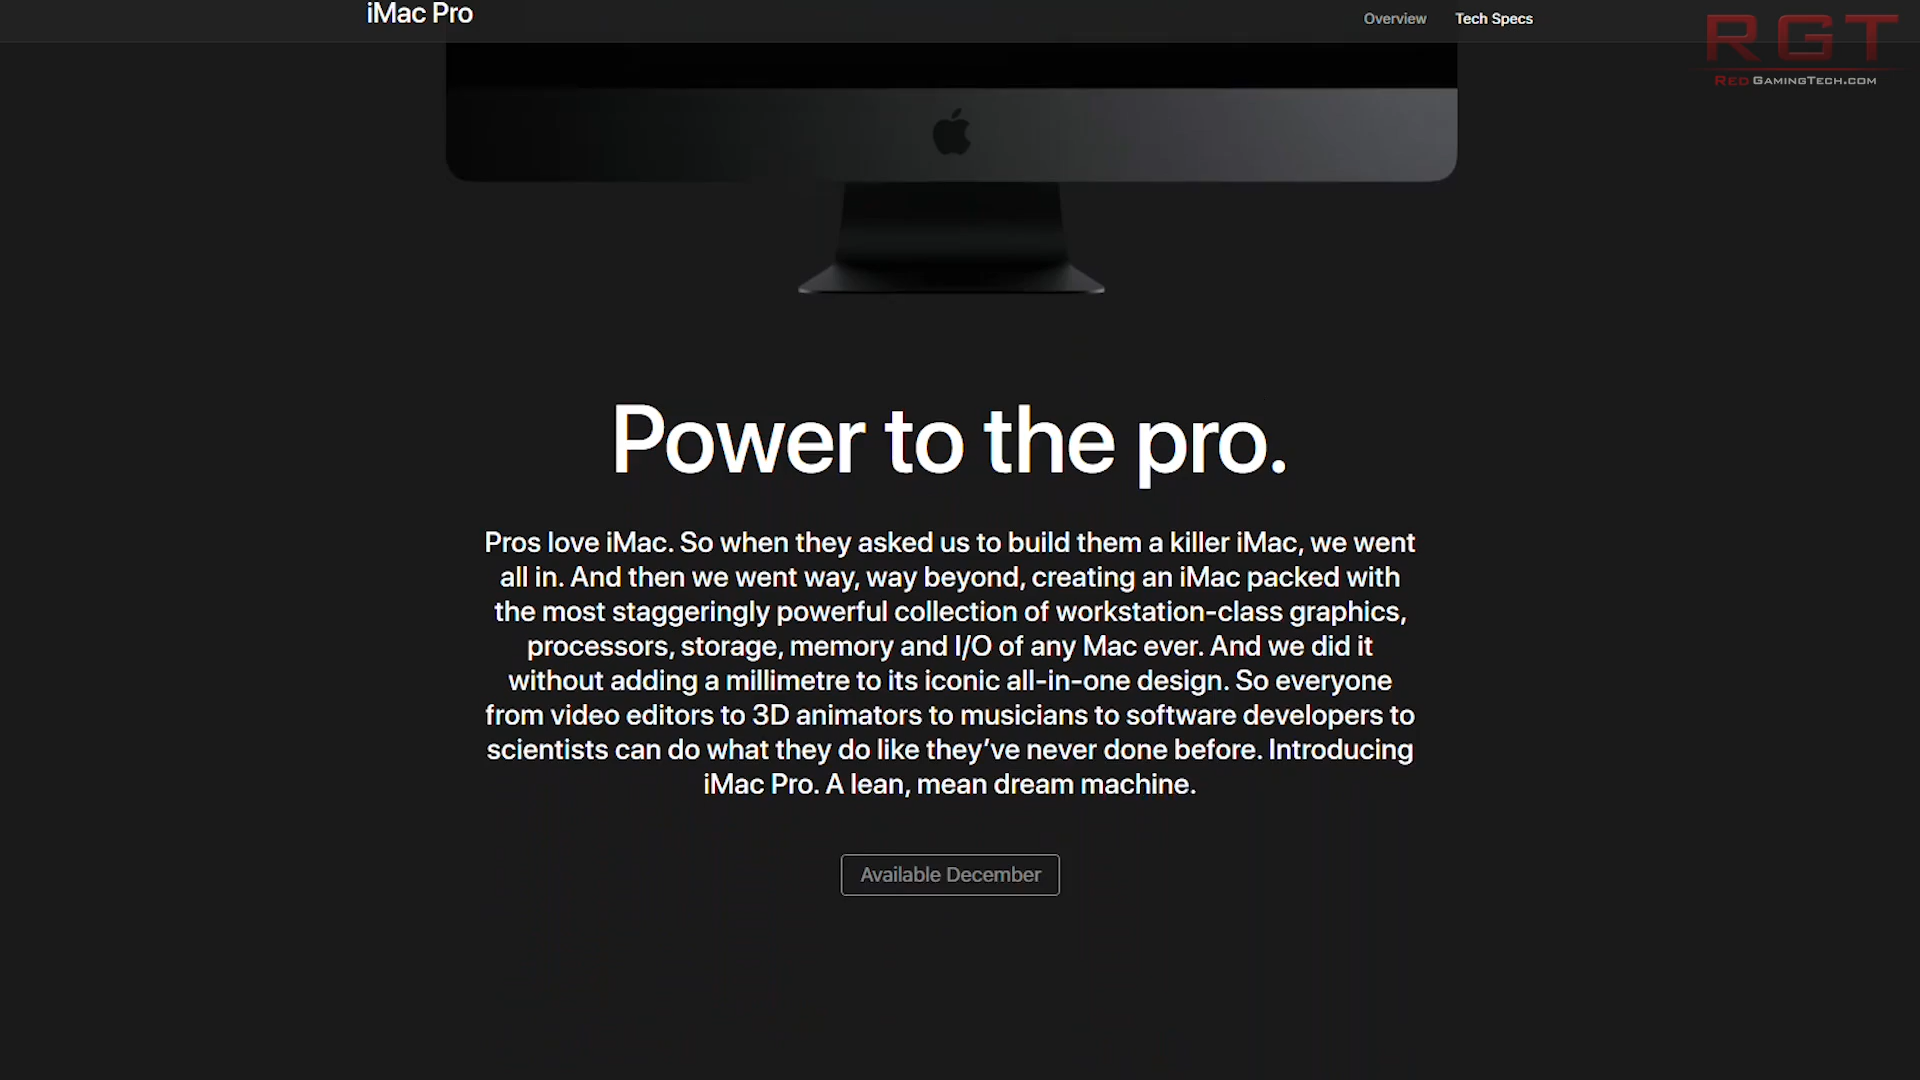 iMac Pro
Overview
Tech Specs
RGT
RED GAMINGTECH.COM
Power to the pro.
Pros love iMac. So when they asked us to build them a killer iMac, we went
all in. And then we went way, way beyond, creating an iMac packed with
the most staggeringly powerful collection of workstation-class graphics,
processors, storage, memory and I/O of any Mac ever. And we did it
without adding a millimetre to its iconic all-in-one design. So everyone
from video editors to 3D animators to musicians to software developers to
scientists can do what they do like they’ve never done before. Introducing
iMac Pro. A lean, mean dream machine.
Available December